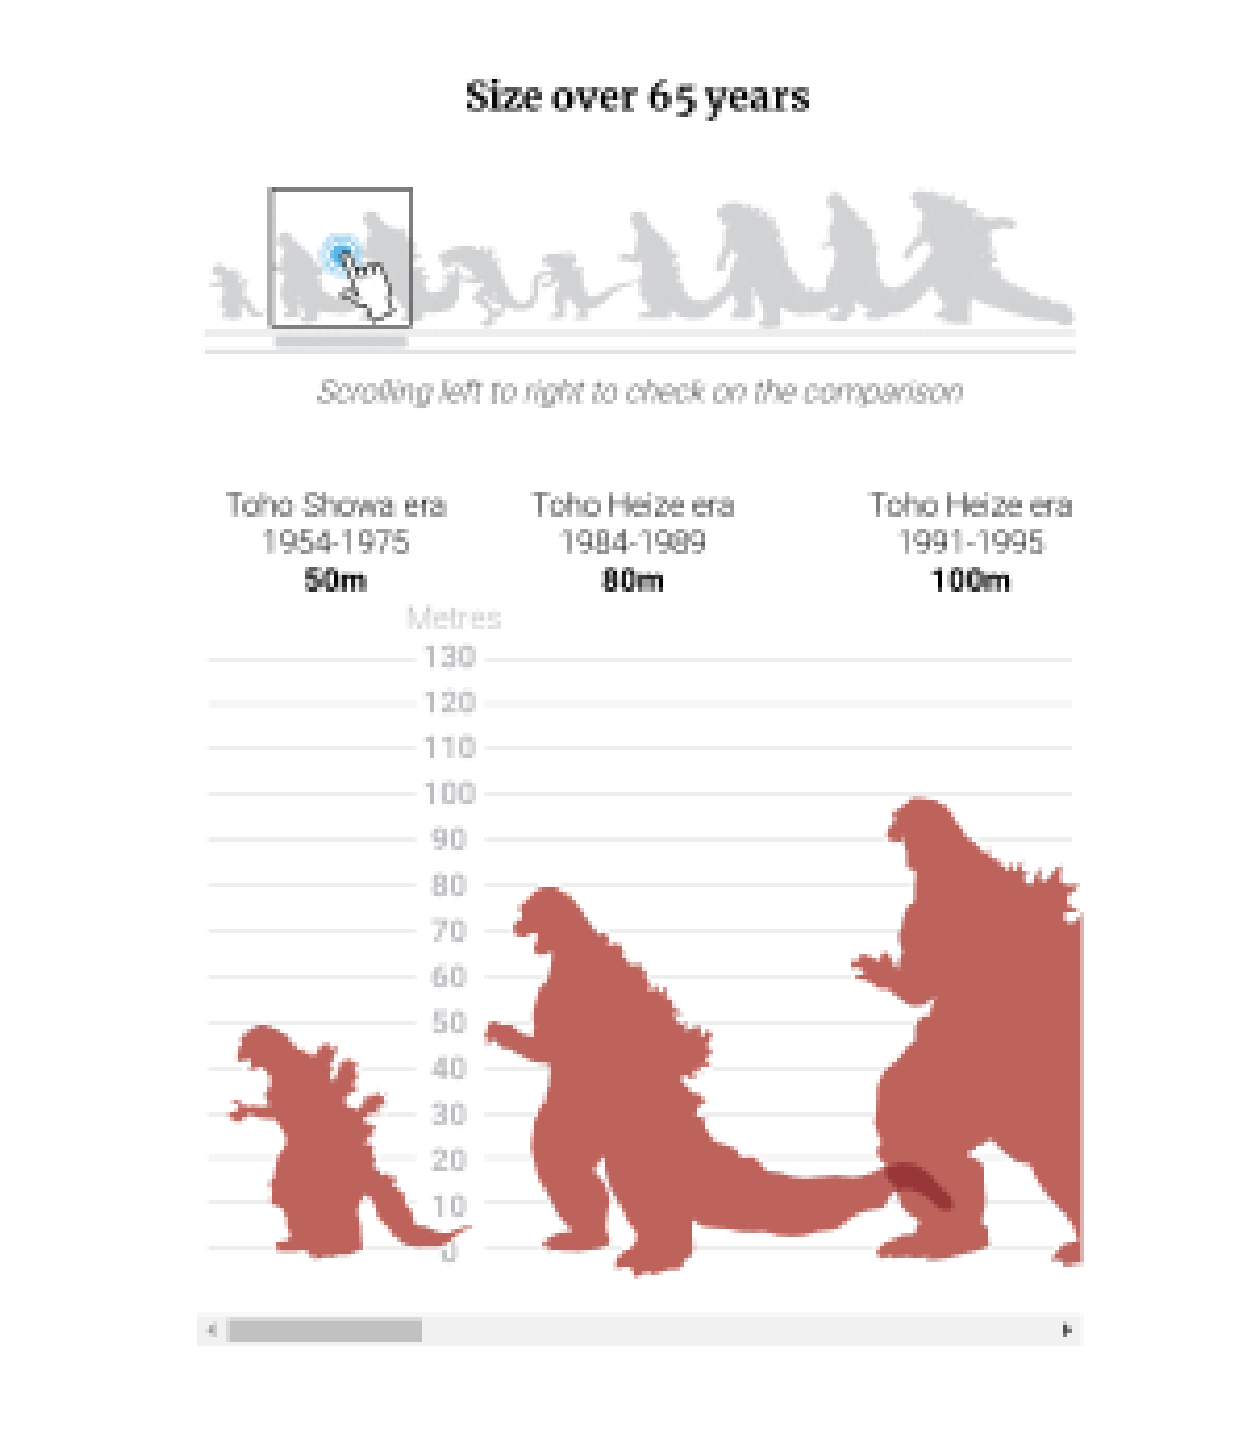 Size over 65 years
Scrolling left to right to check on the comparison
Toho Showa era
1954-1975
50m
Toho Heize era
1984-1989
80m
Toho Heize era
1991-1995
100m
Metres
130
120
110
100
90
80
70
60
50
40
30
20
10
0